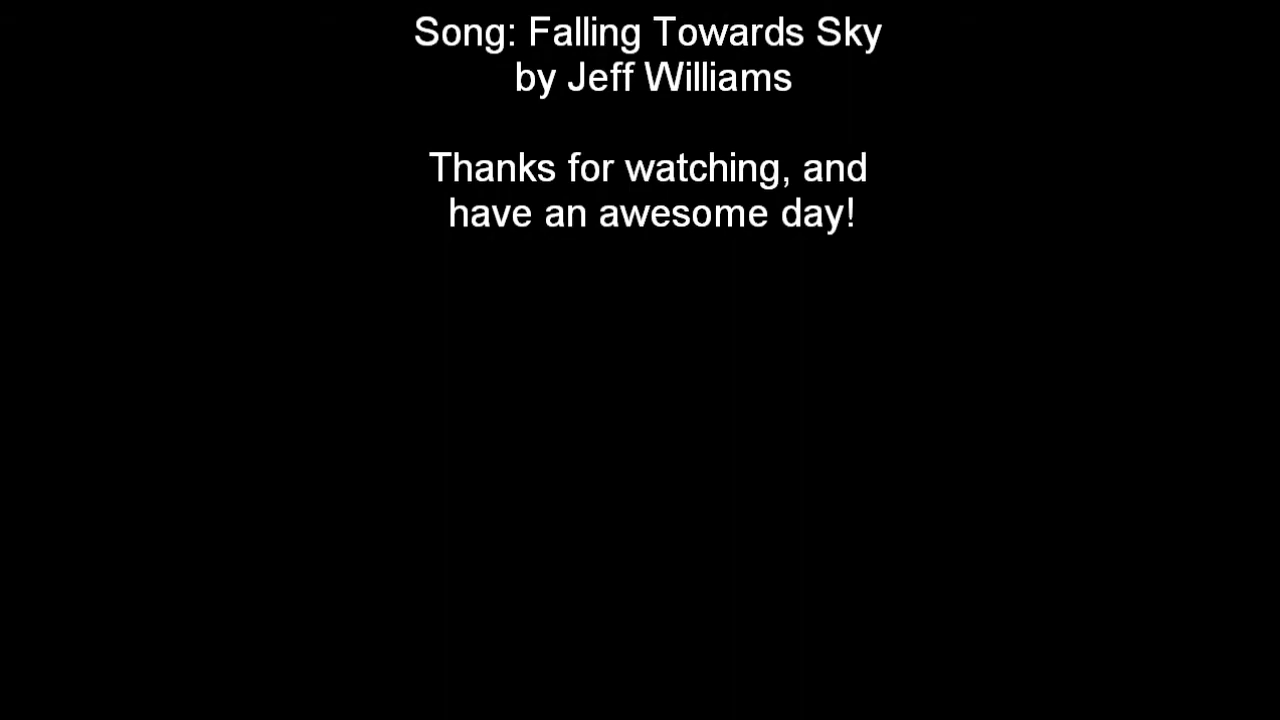 Song: Falling Towards Sky
by Jeff Williams
Thanks for watching, and
have an awesome day!